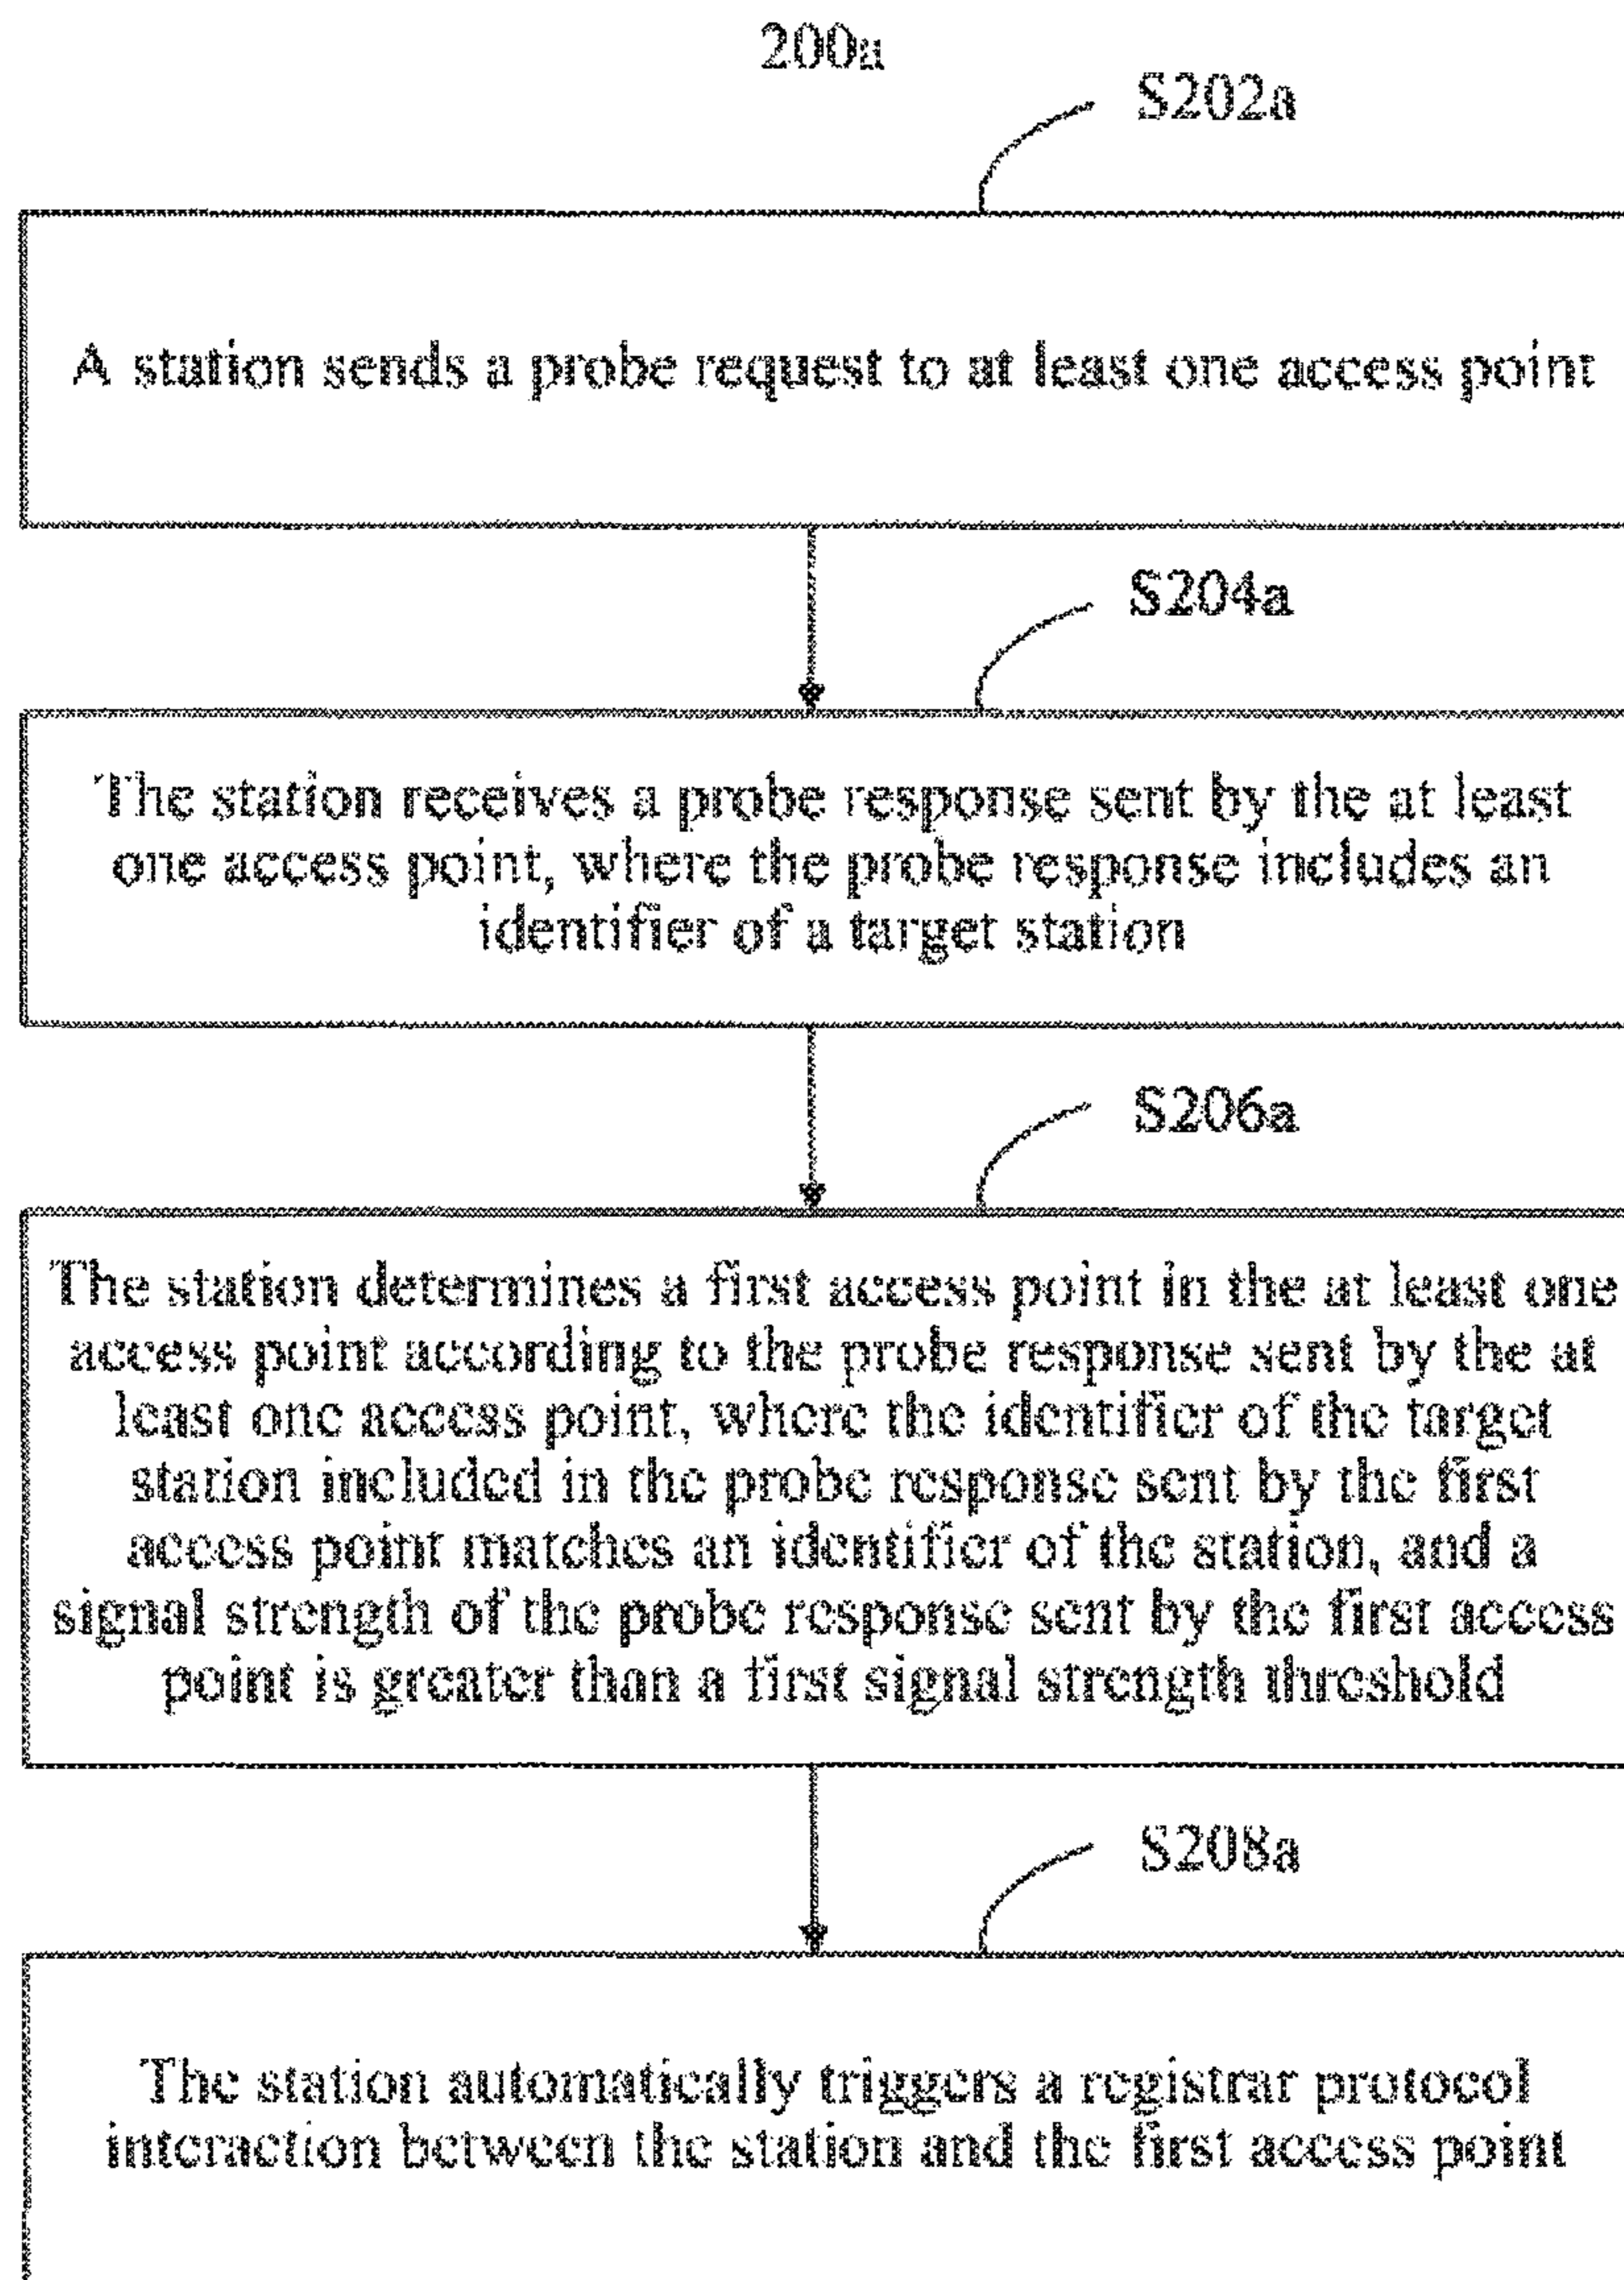 200a
S202a
A station sends a probe request to at least one access point
S204a
The station receives a probe response sent by the at least
one access point, where the probe response includes an
identifier of a target station
S206a
The station determines a first access point in the at least one
access point according to the probe response sent by the at
least one access point, where the identifier of the target
station included in the probe response sent by the first
access point matches an identifier of the station, and a
signal strength of the probe response sent by the first access
point is greater than a first signal strength threshold
S208a
The station automatically triggers a registrar protocol
interaction between the station and the first access point